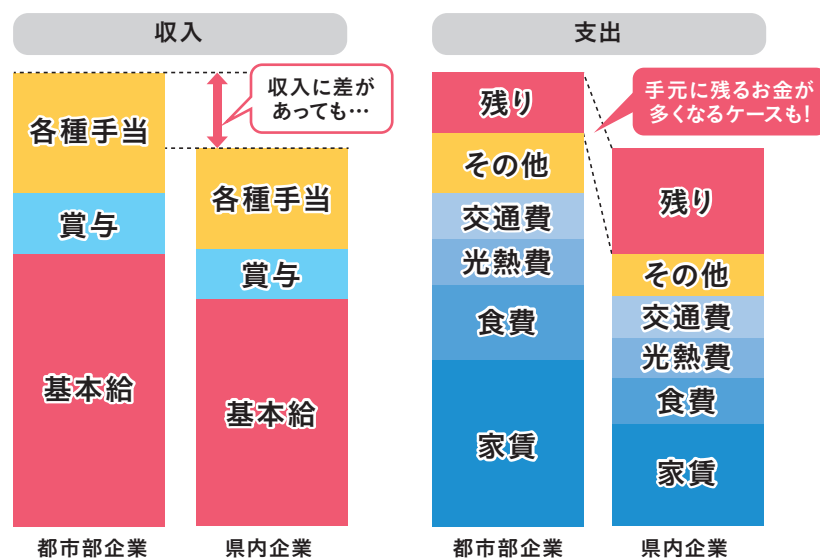 収入
収入に差が
あっても…
各種手当
賞与
基本給
各種手当
賞与
基本給
都市部企業
県内企業
支出
手元に残るお金が
多くなるケースも!
残り
その他
交通費
光熱費
食費
家賃
残り
その他
交通費
光熱費
食費
家賃
都市部企業
県内企業